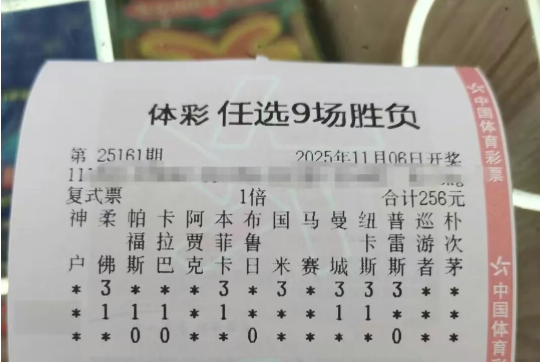 体彩 任选9场胜负
第 25161期 2025年11月06日开奖
复式票 1倍 合计256元
神 柔 帕 卡 阿 本 布 国 马 曼 纽 普 巡 朴
福 拉 贾 菲 鲁 卡 雷 游 次
户 佛 斯 巴 克 卡 日 米 赛 城 斯 斯 者 茅
* 3 * * * 3 * 3 * 3 3 3 * *
* 1 1 1 * 1 * * * 1 1 * * *
* * 0 0 * * 0 * * * * 0 * *
中国体育彩票
中国体育彩票